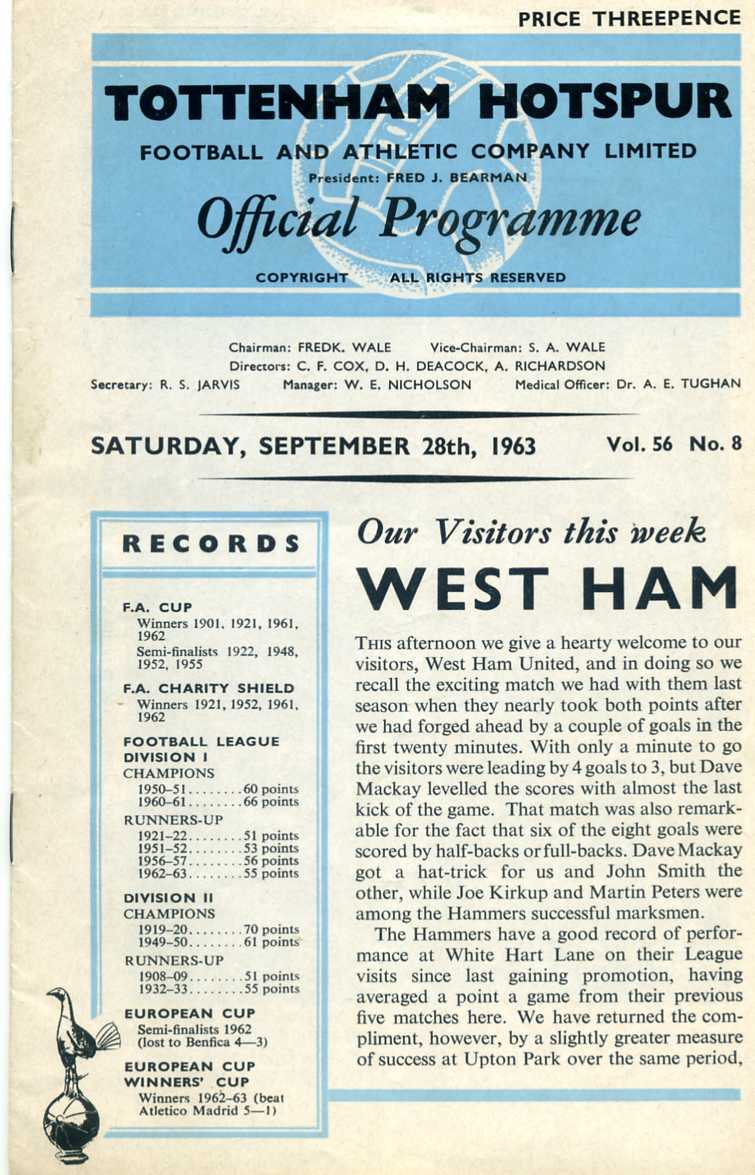 PRICE THREEPENCE
TOTTENHAM HOTSPUR
FOOTBALL AND ATHLETIC COMPANY LIMITED
President: FRED J. BEARMAN
Official Programme
COPYRIGHT ALL RIGHTS RESERVED
Chairman: FREDK. WALE Vice-Chairman: S. A. WALE
Directors: C. F. COX, D. H. DEACOCK, A. RICHARDSON
Secretary: R. S. JARVIS Manager: W. E. NICHOLSON Medical Officer: Dr. A. E. TUGHAN
SATURDAY, SEPTEMBER 28th, 1963 Vol. 56 No. 8
RECORDS
F.A. CUP
Winners 1901, 1921, 1961,
1962
Semi-finalists 1922, 1948,
1952, 1955
F.A. CHARITY SHIELD
Winners 1921, 1952, 1961,
1962
FOOTBALL LEAGUE
DIVISION I
CHAMPIONS
1950–51........60 points
1960–61........66 points
RUNNERS-UP
1921–22........51 points
1951–52........53 points
1956–57........56 points
1962–63........55 points
DIVISION II
CHAMPIONS
1919–20........70 points
1949–50........61 points
RUNNERS-UP
1908–09........51 points
1932–33........55 points
EUROPEAN CUP
Semi-finalists 1962
(lost to Benfica 4—3)
EUROPEAN CUP
WINNERS' CUP
Winners 1962–63 (beat
Atletico Madrid 5—1)
Our Visitors this week
WEST HAM
THIS afternoon we give a hearty welcome to our
visitors, West Ham United, and in doing so we
recall the exciting match we had with them last
season when they nearly took both points after
we had forged ahead by a couple of goals in the
first twenty minutes. With only a minute to go
the visitors were leading by 4 goals to 3, but Dave
Mackay levelled the scores with almost the last
kick of the game. That match was also remark-
able for the fact that six of the eight goals were
scored by half-backs or full-backs. Dave Mackay
got a hat-trick for us and John Smith the
other, while Joe Kirkup and Martin Peters were
among the Hammers successful marksmen.
The Hammers have a good record of perfor-
mance at White Hart Lane on their League
visits since last gaining promotion, having
averaged a point a game from their previous
five matches here. We have returned the com-
pliment, however, by a slightly greater measure
of success at Upton Park over the same period,